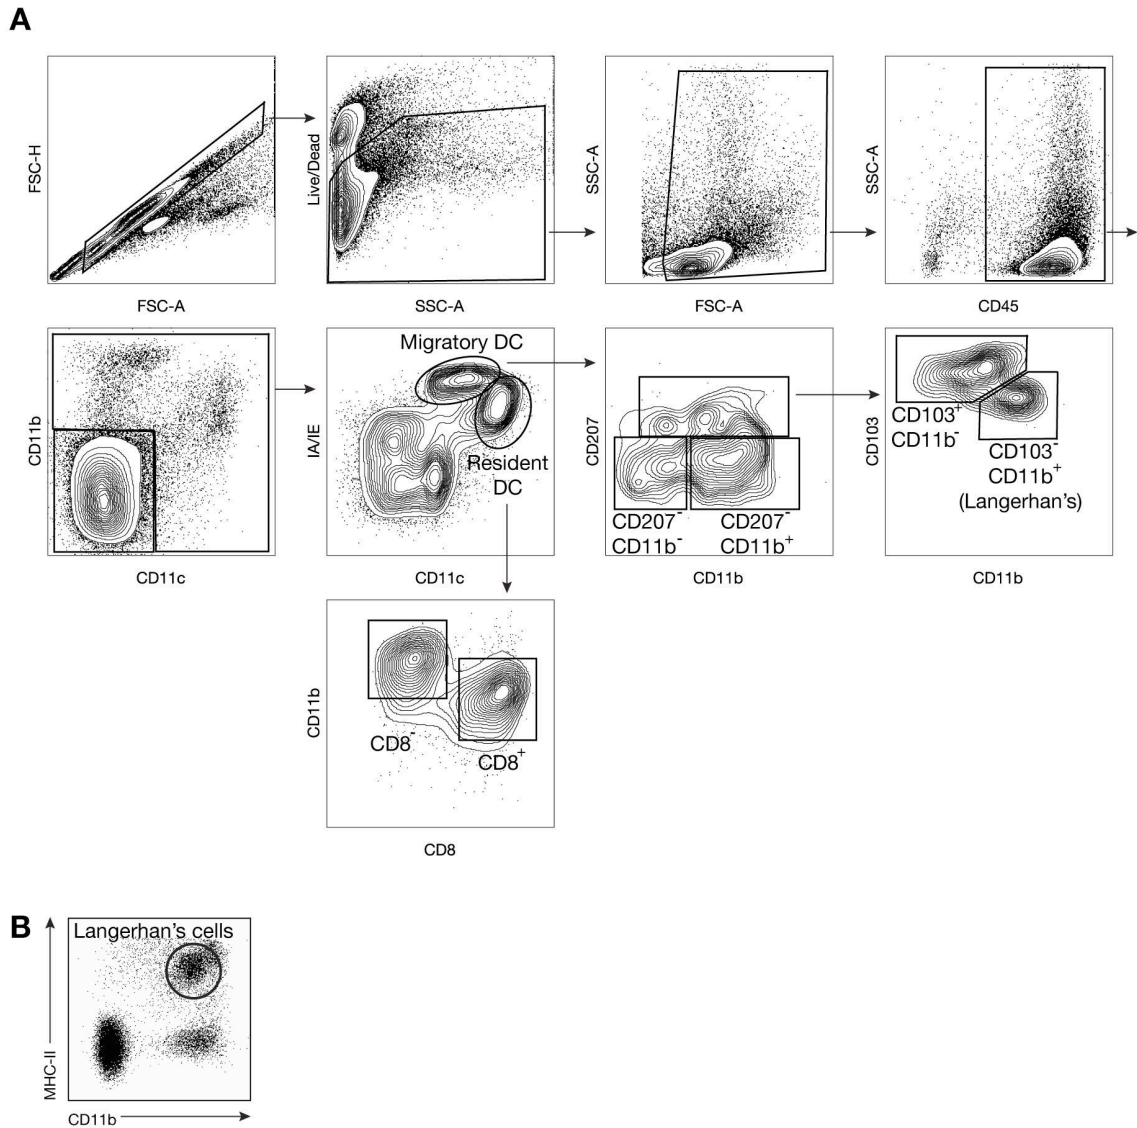 A
FSC-H
FSC-A
Live/Dead
SSC-A
SSC-A
FSC-A
SSC-A
CD45
CD11b
CD11c
IA/IE
Migratory DC
Resident
DC
CD11c
CD207
CD207-
CD11b-
CD207-
CD11b+
CD11b
CD103
CD103+
CD11b-
CD103-
CD11b+
(Langerhan's)
CD11b
CD11b
CD8-
CD8+
CD8
B
Langerhan's cells
MHC-II
CD11b